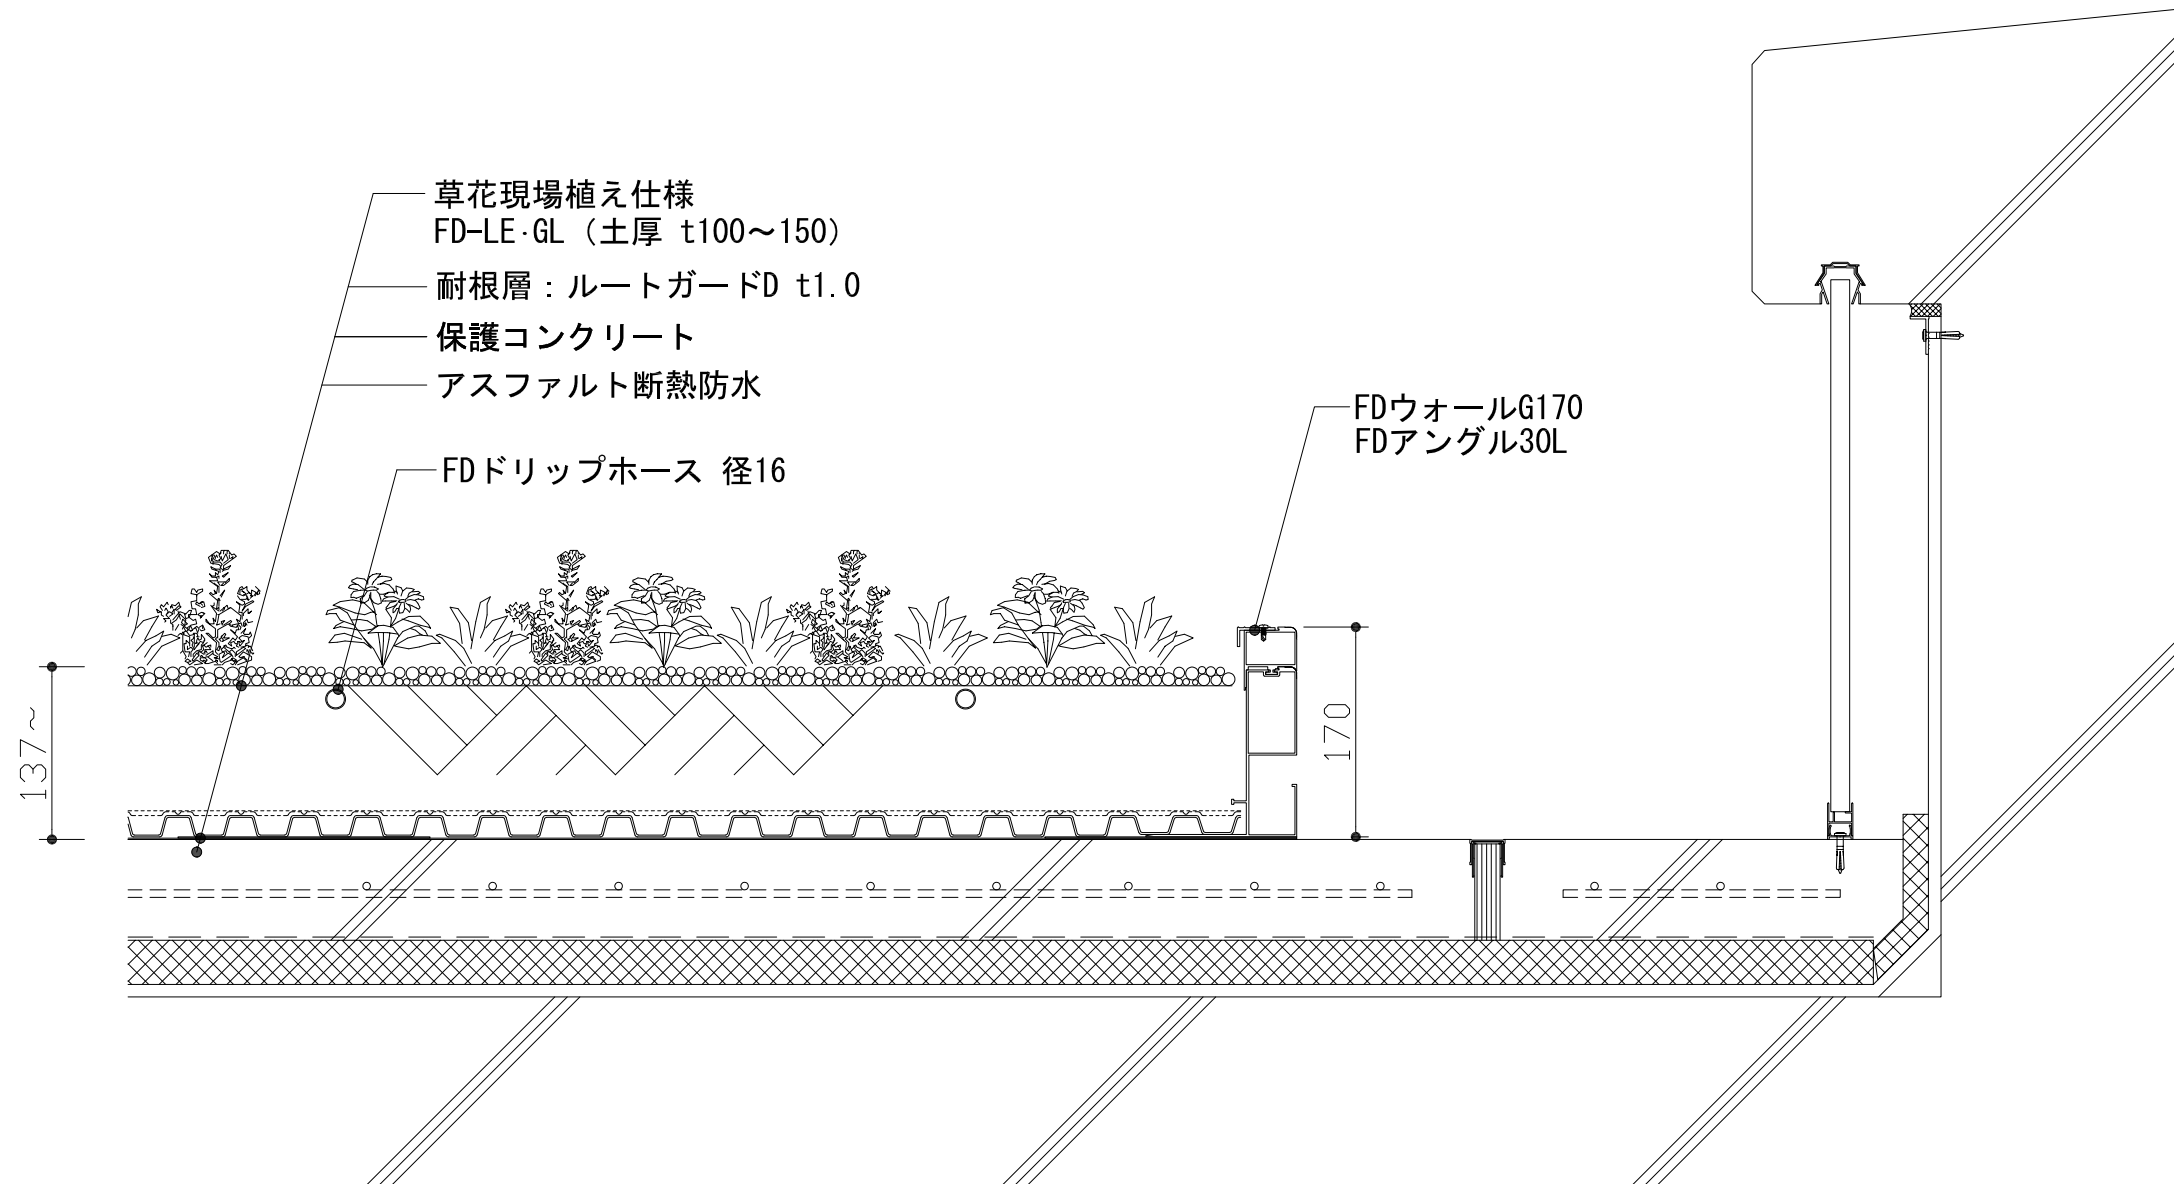 草花現場植え仕様
FD-LE·GL（土厚 t100～150）
耐根層：ルートガードD t1.0
保護コンクリート
アスファルト断熱防水
FDウォールG170
FDアングル30L
FDドリップホース 径16
137～
170